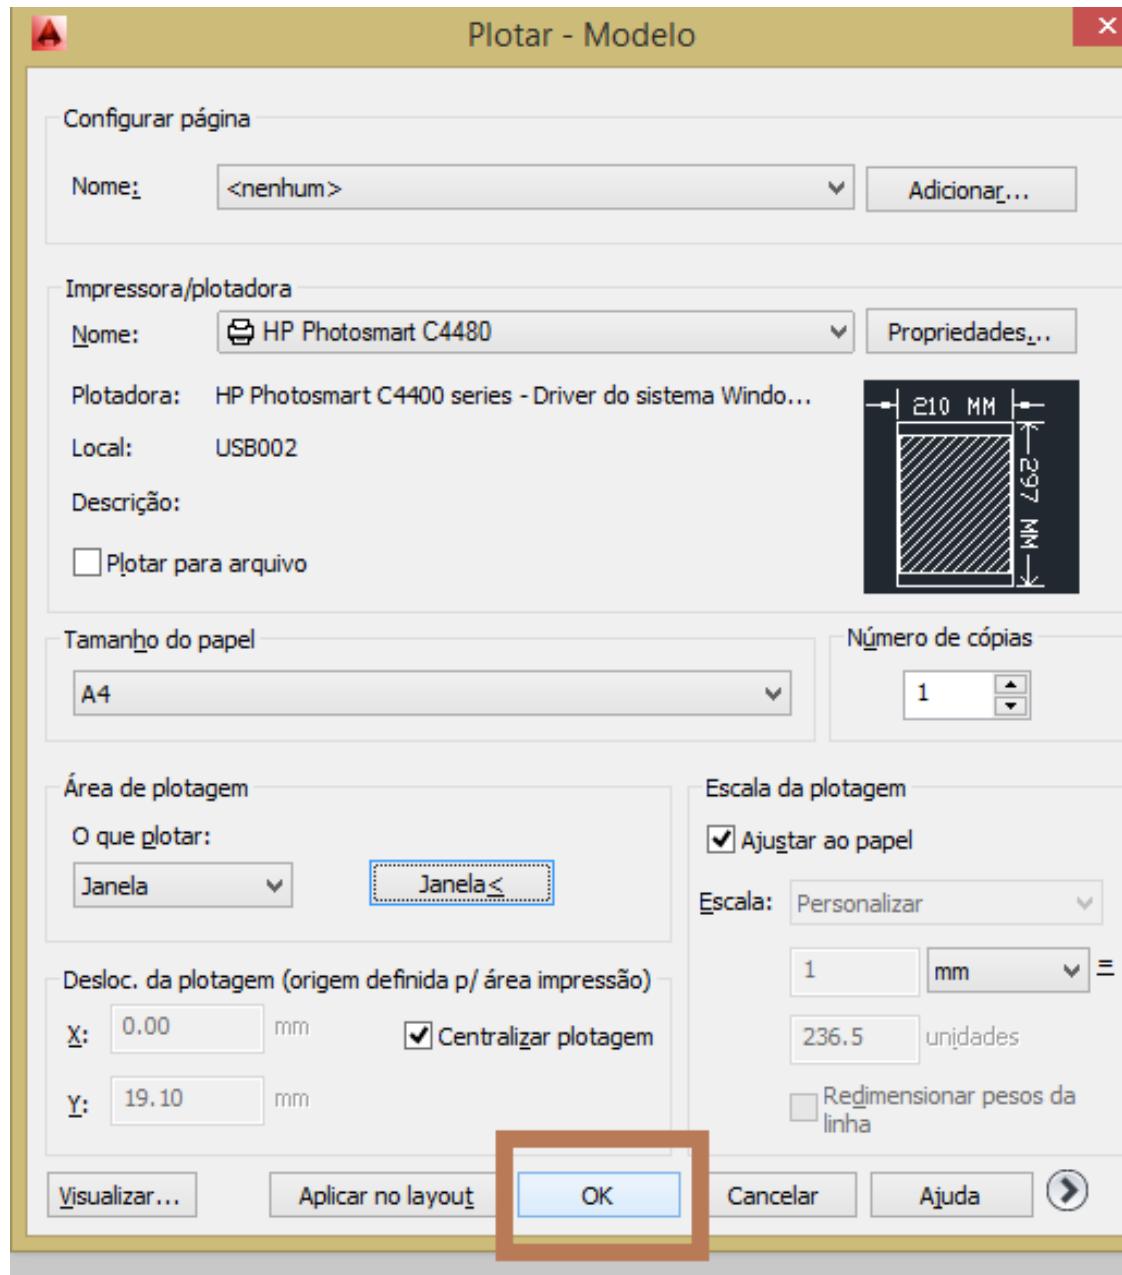 Plotar - Modelo
Configurar página
Nome: <nenhum> Adicionar...
Impressora/plotadora
Nome: HP Photosmart C4480 Propriedades...
Plotadora: HP Photosmart C4400 series - Driver do sistema Windo...
Local: USB002
Descrição:
Plotar para arquivo
210 MM
297 MM
Tamanho do papel
A4
Número de cópias
1
Área de plotagem
O que plotar:
Janela Janela<
Escala da plotagem
Ajustar ao papel
Escala: Personalizar
1 mm =
236.5 unidades
Redimensionar pesos da
linha
Desloc. da plotagem (origem definida p/ área impressão)
X: 0.00 mm Centralizar plotagem
Y: 19.10 mm
Visualizar... Aplicar no layout OK Cancelar Ajuda